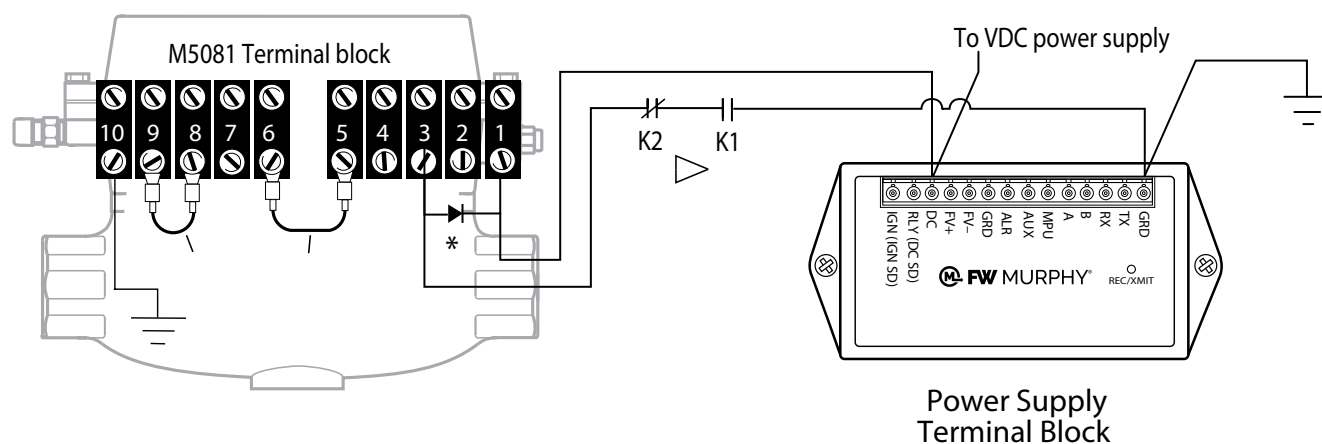 M5081 Terminal block
To VDC power supply
10 9 8 7 6 5 4 3 2 1
K2 K1
*
IGN (IGN SD)
RLY (DC SD)
DC
FV+
FV–
GRD
ALR
AUX
MPU
A
B
RX
TX
GRD
M FW MURPHY®
REC/XMIT
Power Supply
Terminal Block